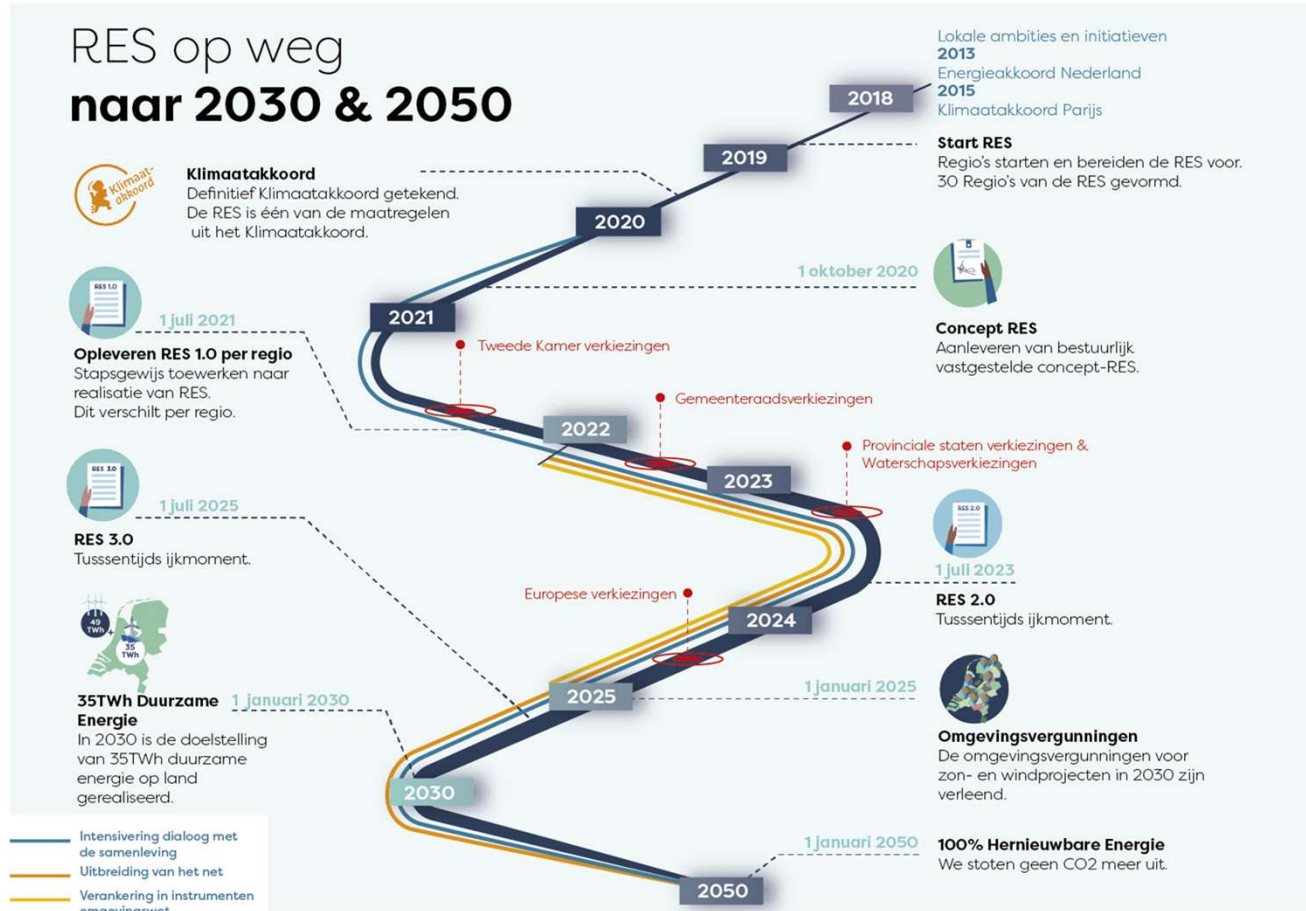 RES op weg
naar 2030 & 2050
Lokale ambities en initiatieven
2013
Energieakkoord Nederland
2015
Klimaatakkoord Parijs
2018
Start RES
Regio's starten en bereiden de RES voor.
30 Regio's van de RES gevormd.
2019
Klimaat-
akkoord
Klimaatakkoord
Definitief Klimaatakkoord getekend.
De RES is één van de maatregelen
uit het Klimaatakkoord.
2020
1 oktober 2020
Concept RES
Aanleveren van bestuurlijk
vastgestelde concept-RES.
RES 1.0
1 juli 2021
Opleveren RES 1.0 per regio
Stapsgewijs toewerken naar
realisatie van RES.
Dit verschilt per regio.
2021
Tweede Kamer verkiezingen
Gemeenteraadsverkiezingen
2022
Provinciale staten verkiezingen &
Waterschapsverkiezingen
2023
RES 3.0
1 juli 2025
RES 3.0
Tusssentijds ijkmoment.
RES 2.0
1 juli 2023
RES 2.0
Tusssentijds ijkmoment.
Europese verkiezingen
2024
49
TWh
+
35
TWh
35TWh Duurzame
Energie
1 januari 2030
In 2030 is de doelstelling
van 35TWh duurzame
energie op land
gerealiseerd.
2025
1 januari 2025
Omgevingsvergunningen
De omgevingsvergunningen voor
zon- en windprojecten in 2030 zijn
verleend.
2030
1 januari 2050
100% Hernieuwbare Energie
We stoten geen CO2 meer uit.
2050
Intensivering dialoog met
de samenleving
Uitbreiding van het net
Verankering in instrumenten
omgevingswet